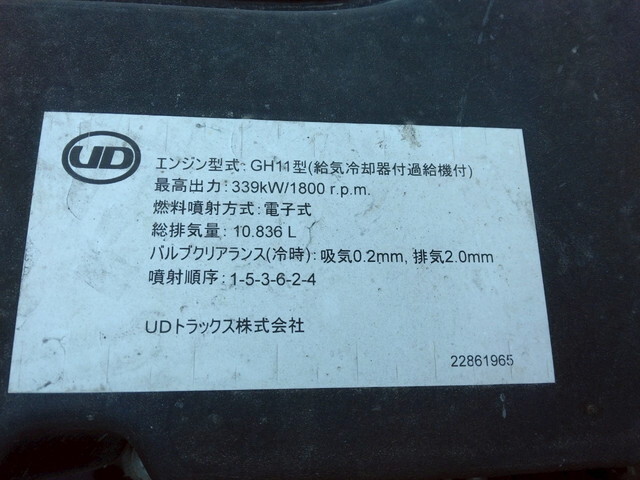 UD
エンジン型式: GH11型(給気冷却器付過給機付)
最高出力: 339kW/1800 r.p.m.
燃料噴射方式: 電子式
総排気量: 10.836 L
バルブクリアランス(冷時): 吸気0.2mm, 排気2.0mm
噴射順序: 1-5-3-6-2-4
UDトラックス株式会社
22861965